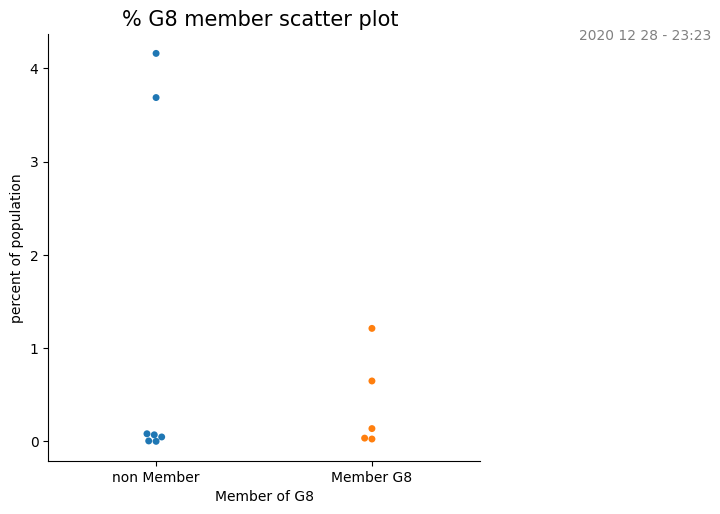 % G8 member scatter plot
2020 12 28 - 23:23
percent of population
4
3
2
1
0
non Member
Member G8
Member of G8